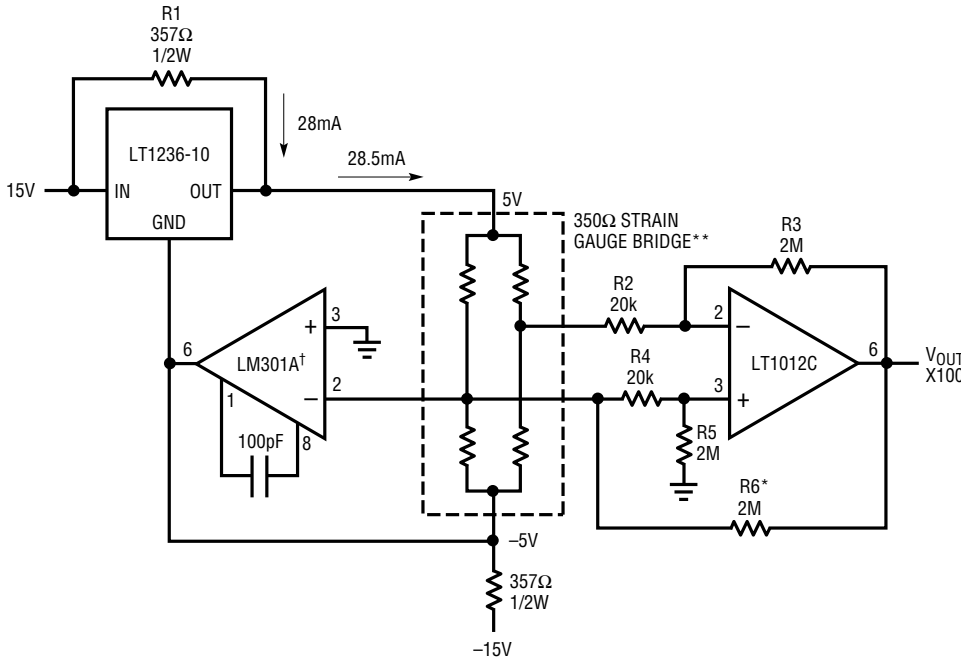 R1
357Ω
1/2W
28mA
LT1236-10
28.5mA
15V
IN
OUT
GND
5V
350Ω STRAIN
GAUGE BRIDGE**
R3
2M
R2
20k
3
+
6
LM301A†
2
–
1
8
100pF
2
–
R4
20k
LT1012C
6
VOUT
X100
3
+
R5
2M
R6*
2M
–5V
357Ω
1/2W
–15V